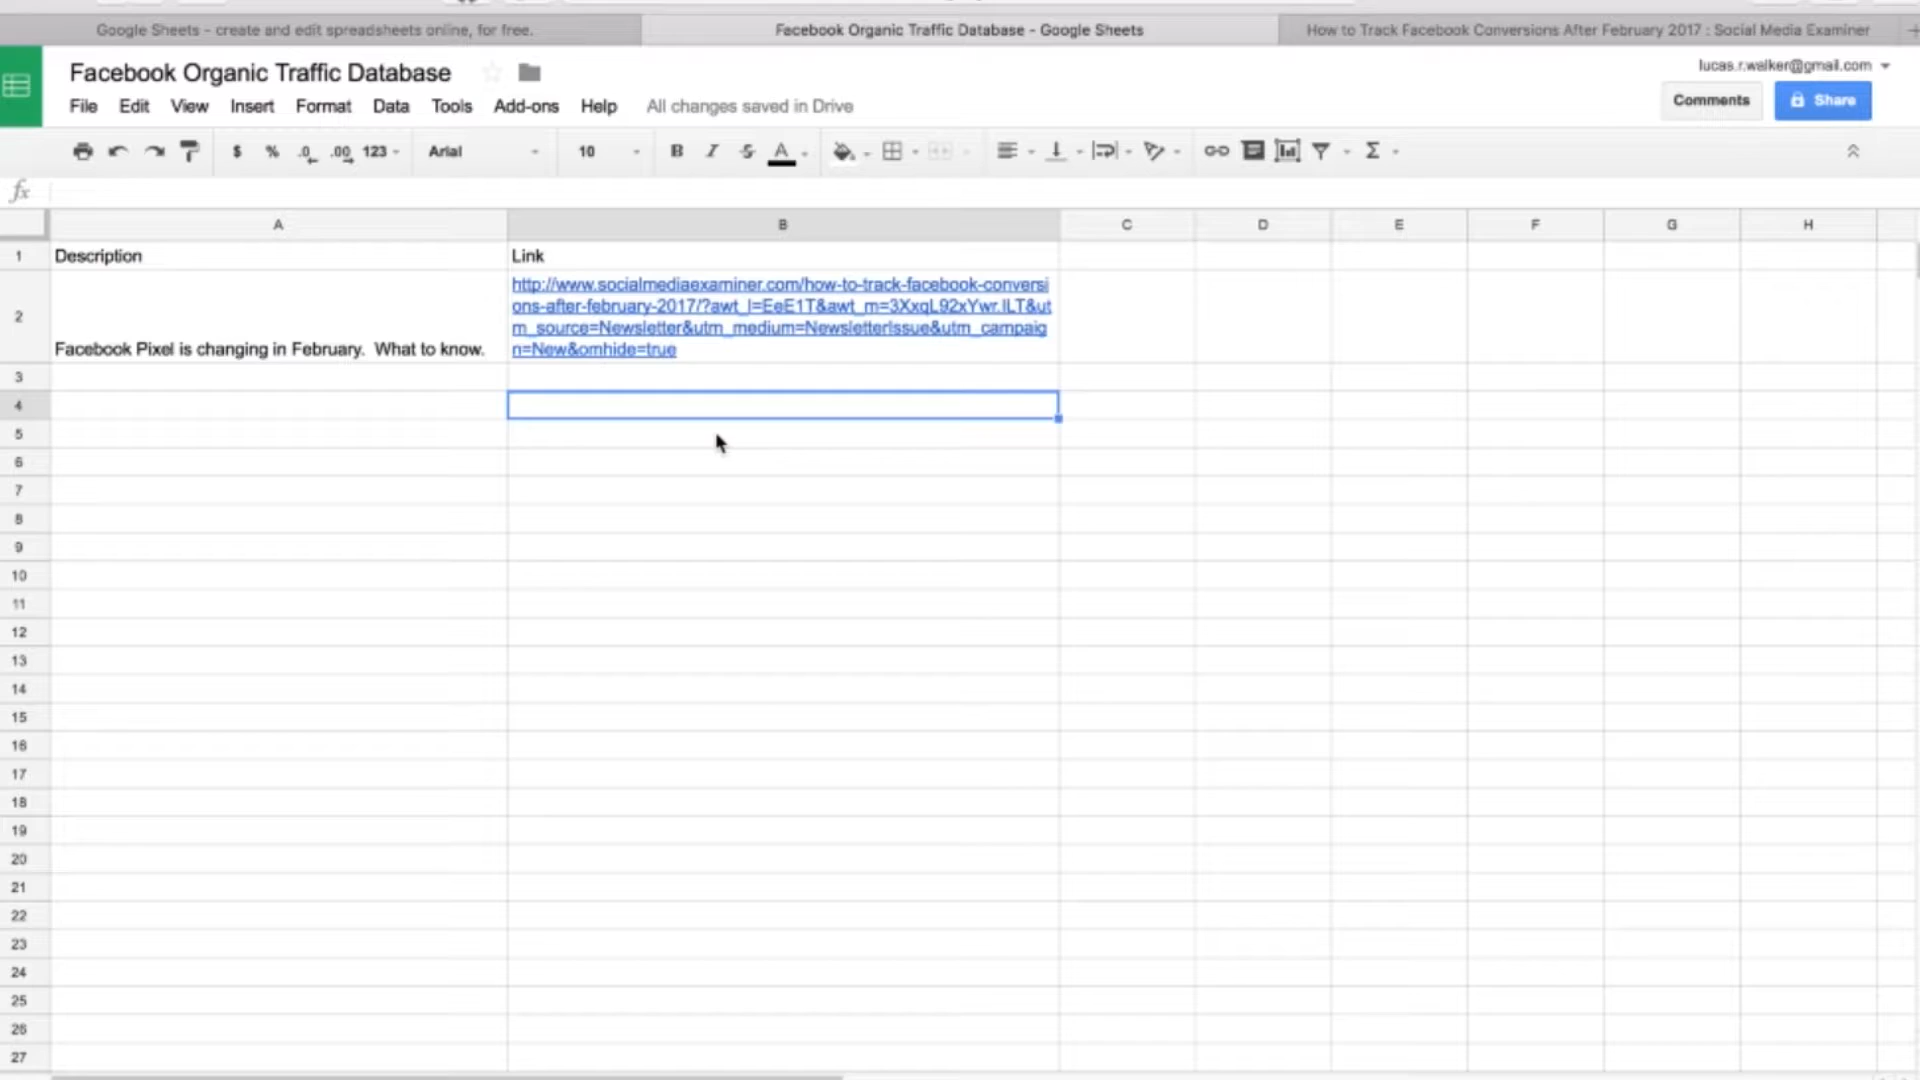 Google Sheets - create and edit spreadsheets online, for free.
Facebook Organic Traffic Database - Google Sheets
How to Track Facebook Conversions After February 2017 : Social Media Examiner
Facebook Organic Traffic Database
lucas.r.walker@gmail.com
File Edit View Insert Format Data Tools Add-ons Help All changes saved in Drive
Comments
Share
$ % .0 .00 123 Arial 10 B I S A Σ
fx
A B C D E F G H
1 Description Link
http://www.socialmediaexaminer.com/how-to-track-facebook-conversi
ons-after-february-2017/?awt_l=EeE1T&awt_m=3XxqL92xYwr.ILT&ut
2
m_source=Newsletter&utm_medium=NewsletterIssue&utm_campaig
Facebook Pixel is changing in February. What to know. n=New&omhide=true
3
4
5
6
7
8
9
10
11
12
13
14
15
16
17
18
19
20
21
22
23
24
25
26
27